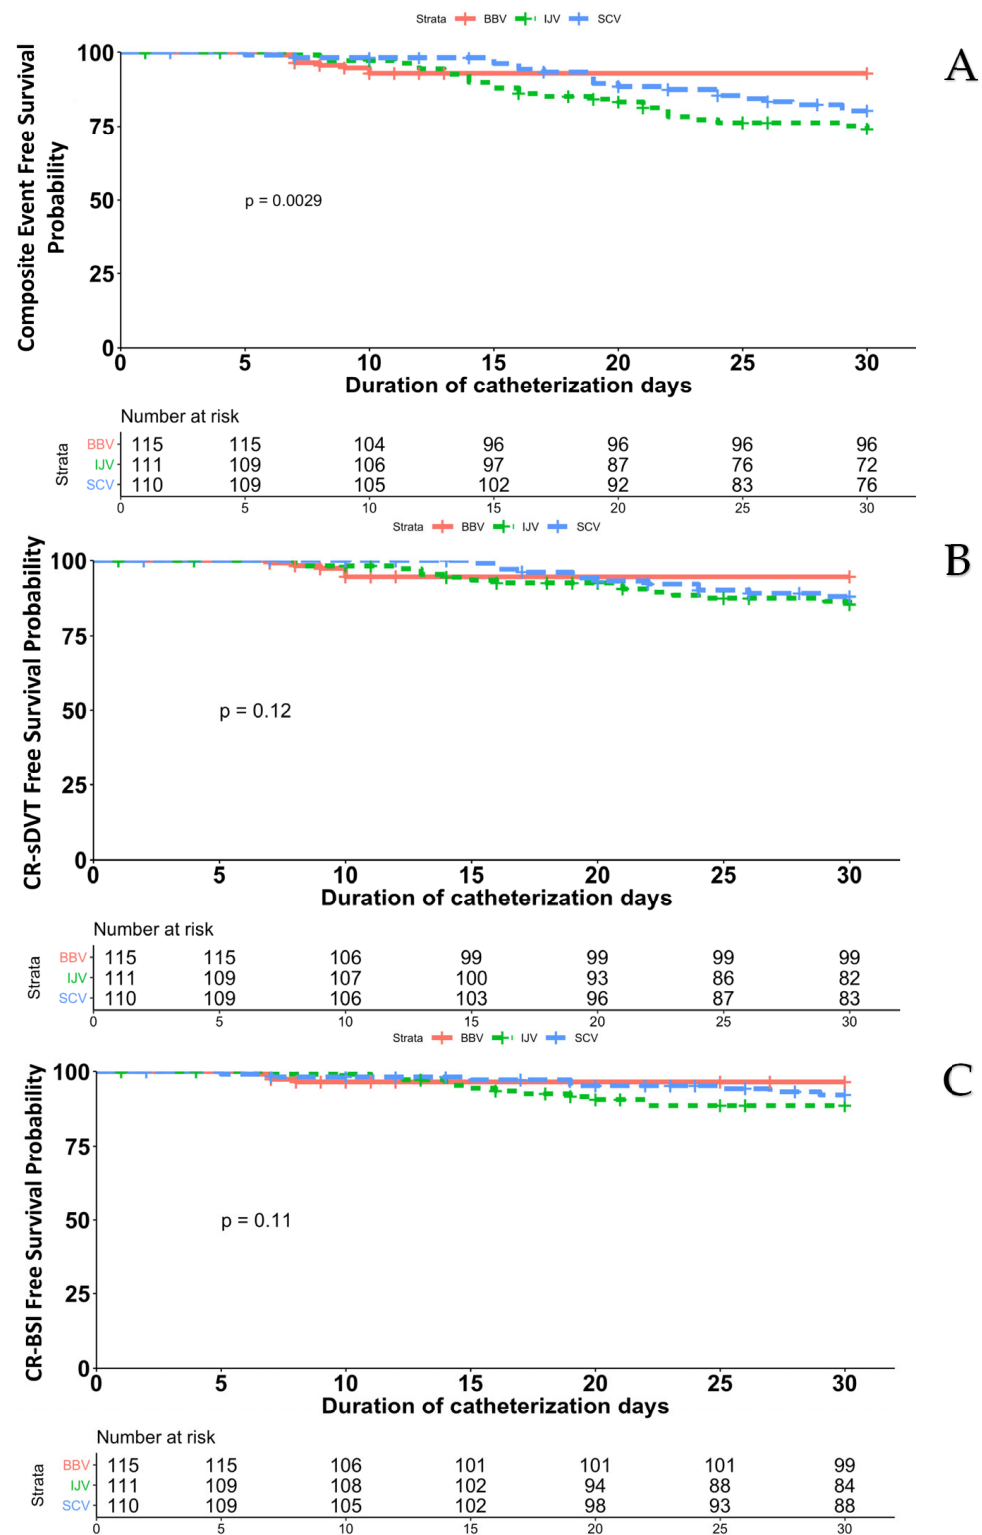 Strata BBV IJV SCV
A
Composite Event Free Survival
Probability
100
75
50
25
0
p = 0.0029
0 5 10 15 20 25 30
Duration of catheterization days
Number at risk
Strata
BBV 115 115 104 96 96 96 96
IJV 111 109 106 97 87 76 72
SCV 110 109 105 102 92 83 76
0 5 10 15 20 25 30
Strata BBV IJV SCV
B
CR-sDVT Free Survival Probability
100
75
50
25
0
p = 0.12
0 5 10 15 20 25 30
Duration of catheterization days
Number at risk
Strata
BBV 115 115 106 99 99 99 99
IJV 111 109 107 100 93 86 82
SCV 110 109 106 103 96 87 83
0 5 10 15 20 25 30
Strata BBV IJV SCV
C
CR-BSI Free Survival Probability
100
75
50
25
0
p = 0.11
0 5 10 15 20 25 30
Duration of catheterization days
Number at risk
Strata
BBV 115 115 106 101 101 101 99
IJV 111 109 108 102 94 88 84
SCV 110 109 105 102 98 93 88
0 5 10 15 20 25 30